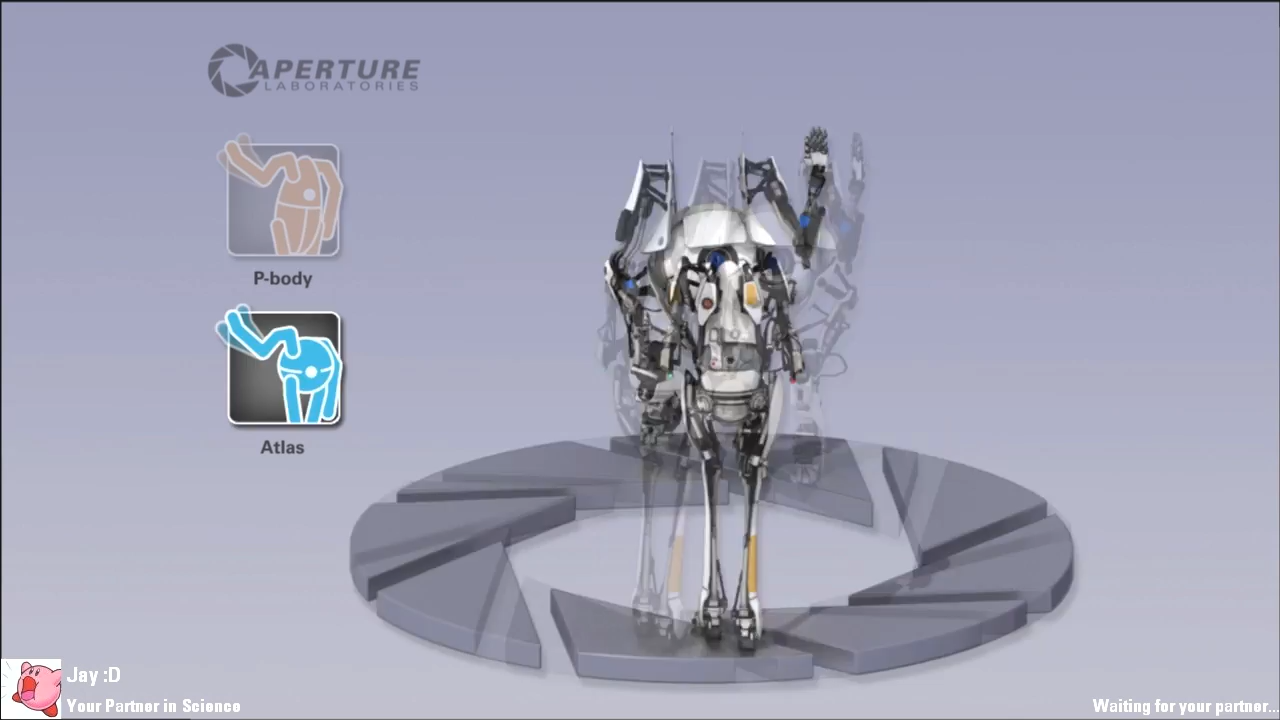 APERTURE
LABORATORIES
P-body
Atlas
Jay :D
Your Partner in Science
Waiting for your partner...